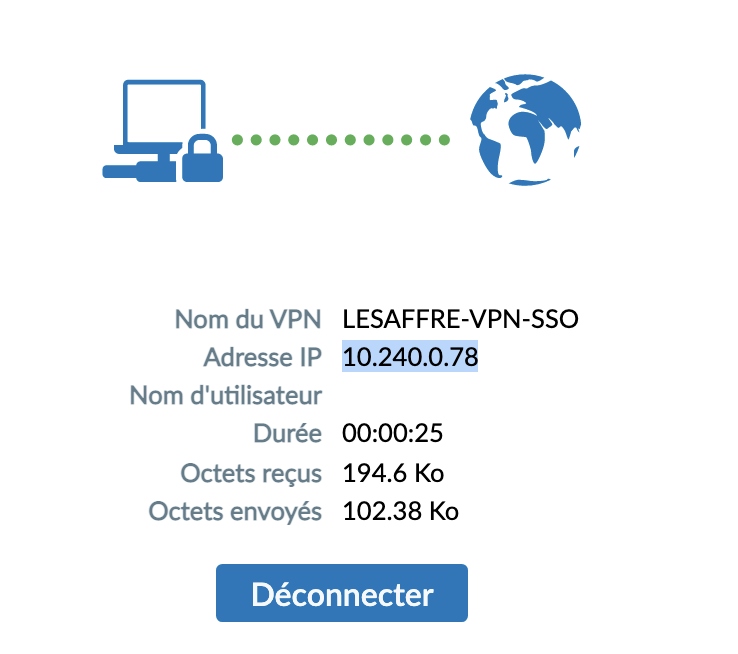 Nom du VPN LESAFFRE-VPN-SSO
Adresse IP 10.240.0.78
Nom d'utilisateur
Durée 00:00:25
Octets reçus 194.6 Ko
Octets envoyés 102.38 Ko
Déconnecter